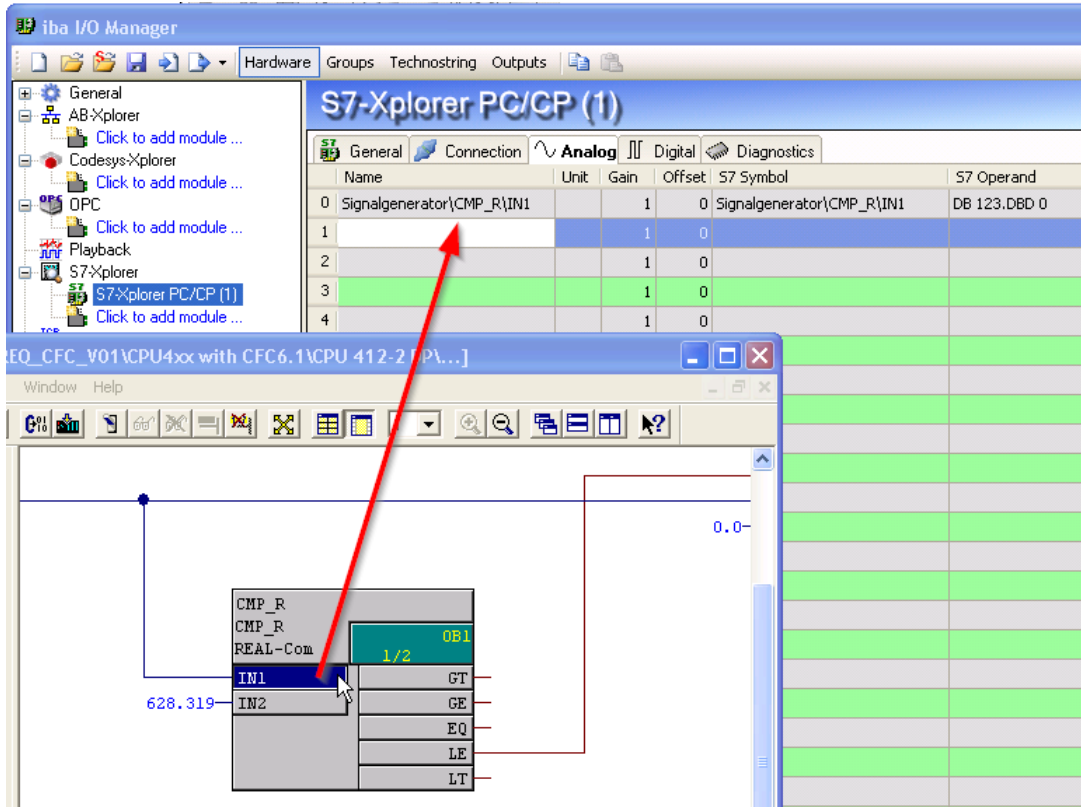 iba I/O Manager
Hardware Groups Technostring Outputs
General
AB-Xplorer
Click to add module ...
Codesys-Xplorer
Click to add module ...
OPC
OPC
Click to add module ...
Playback
S7-Xplorer
S7
S7-Xplorer PC/CP (1)
Click to add module ...
S7-Xplorer PC/CP (1)
S7 General Connection Analog Digital Diagnostics
Name Unit Gain Offset S7 Symbol S7 Operand
0 Signalgenerator\CMP_R\IN1 1 0 Signalgenerator\CMP_R\IN1 DB 123.DBD 0
1 1 0
2 1 0
3 1 0
4 1 0
REQ_CFC_V01\CPU4xx with CFC6.1\CPU 412-2 DP\...]
Window Help
0.0
CMP_R
CMP_R
REAL-Com
OB1
1/2
IN1 GT
628.319 IN2 GE
EQ
LE
LT